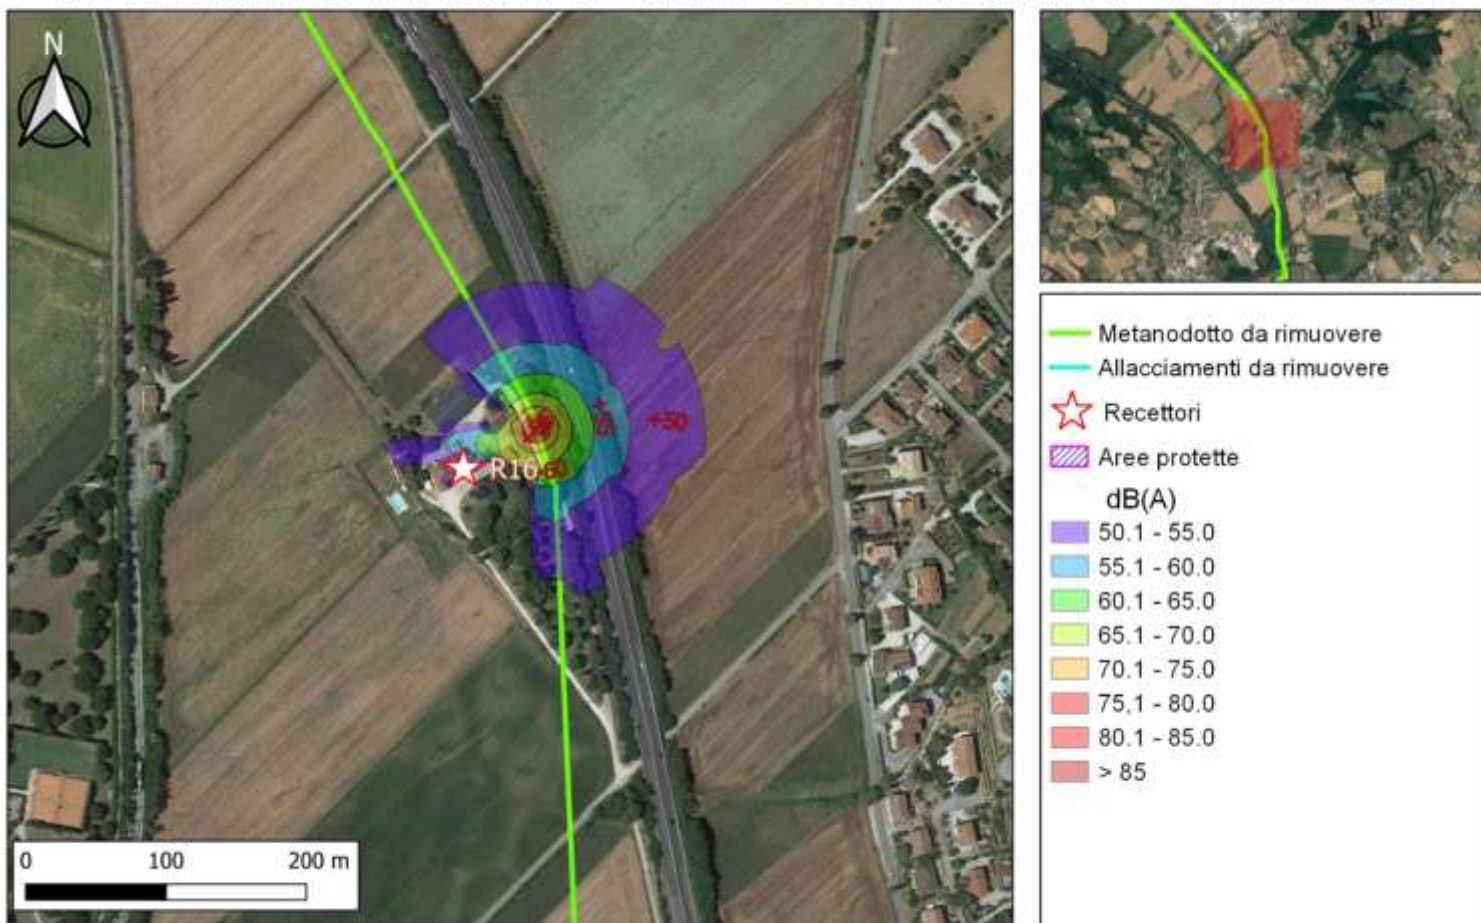 N
+50
R16
60
0 100 200 m
Metanodotto da rimuovere
Allacciamenti da rimuovere
Recettori
Aree protette
dB(A)
50.1 - 55.0
55.1 - 60.0
60.1 - 65.0
65.1 - 70.0
70.1 - 75.0
75,1 - 80.0
80.1 - 85.0
> 85